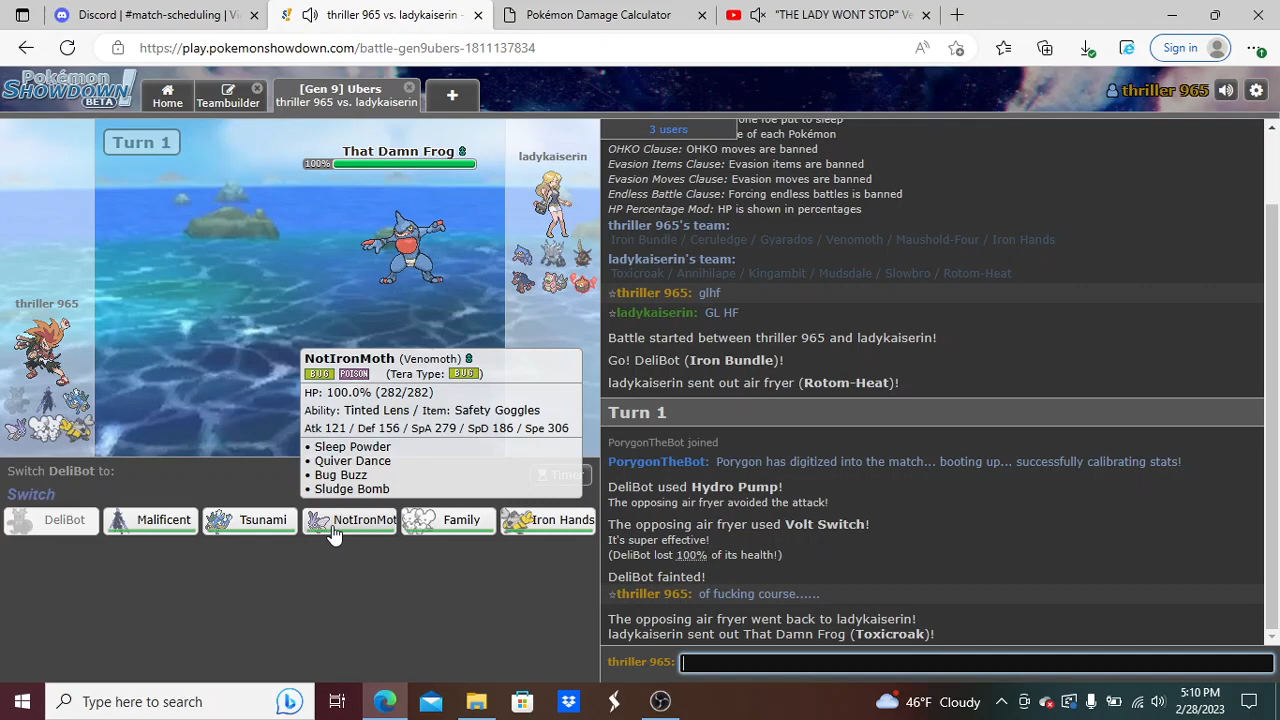 Discord | #match-scheduling | Vi
thriller 965 vs. ladykaiserin -
Pokémon Damage Calculator
"THE LADY WONT STOP" Ve
https://play.pokemonshowdown.com/battle-gen9ubers-1811137834
Sign in
Pokémon
SHOWDOWN!
BETA
Home
Teambuilder
[Gen 9] Ubers
thriller 965 vs. ladykaiserin
thriller 965
Turn 1
That Damn Frog
100%
ladykaiserin
thriller 965
NotIronMoth (Venomoth)
BUG POISON (Tera Type: BUG)
HP: 100.0% (282/282)
Ability: Tinted Lens / Item: Safety Goggles
Atk 121 / Def 156 / SpA 279 / SpD 186 / Spe 306
• Sleep Powder
• Quiver Dance
• Bug Buzz
• Sludge Bomb
Switch DeliBot to:
Timer
Switch
DeliBot
Maleficent
Tsunami
NotIronMot
Family
Iron Hands
3 users
one foe put to sleep
e of each Pokémon
OHKO Clause: OHKO moves are banned
Evasion Items Clause: Evasion items are banned
Evasion Moves Clause: Evasion moves are banned
Endless Battle Clause: Forcing endless battles is banned
HP Percentage Mod: HP is shown in percentages
thriller 965's team:
Iron Bundle / Ceruledge / Gyarados / Venomoth / Maushold-Four / Iron Hands
ladykaiserin's team:
Toxicroak / Annihilape / Kingambit / Mudsdale / Slowbro / Rotom-Heat
☆thriller 965: glhf
☆ladykaiserin: GL HF
Battle started between thriller 965 and ladykaiserin!
Go! DeliBot (Iron Bundle)!
ladykaiserin sent out air fryer (Rotom-Heat)!
Turn 1
PorygonTheBot joined
PorygonTheBot: Porygon has digitized into the match... booting up... successfully calibrating stats!
DeliBot used Hydro Pump!
The opposing air fryer avoided the attack!
The opposing air fryer used Volt Switch!
It's super effective!
(DeliBot lost 100% of its health!)
DeliBot fainted!
☆thriller 965: of fucking course......
The opposing air fryer went back to ladykaiserin!
ladykaiserin sent out That Damn Frog (Toxicroak)!
thriller 965:
Type here to search
46°F Cloudy
5:10 PM
2/28/2023